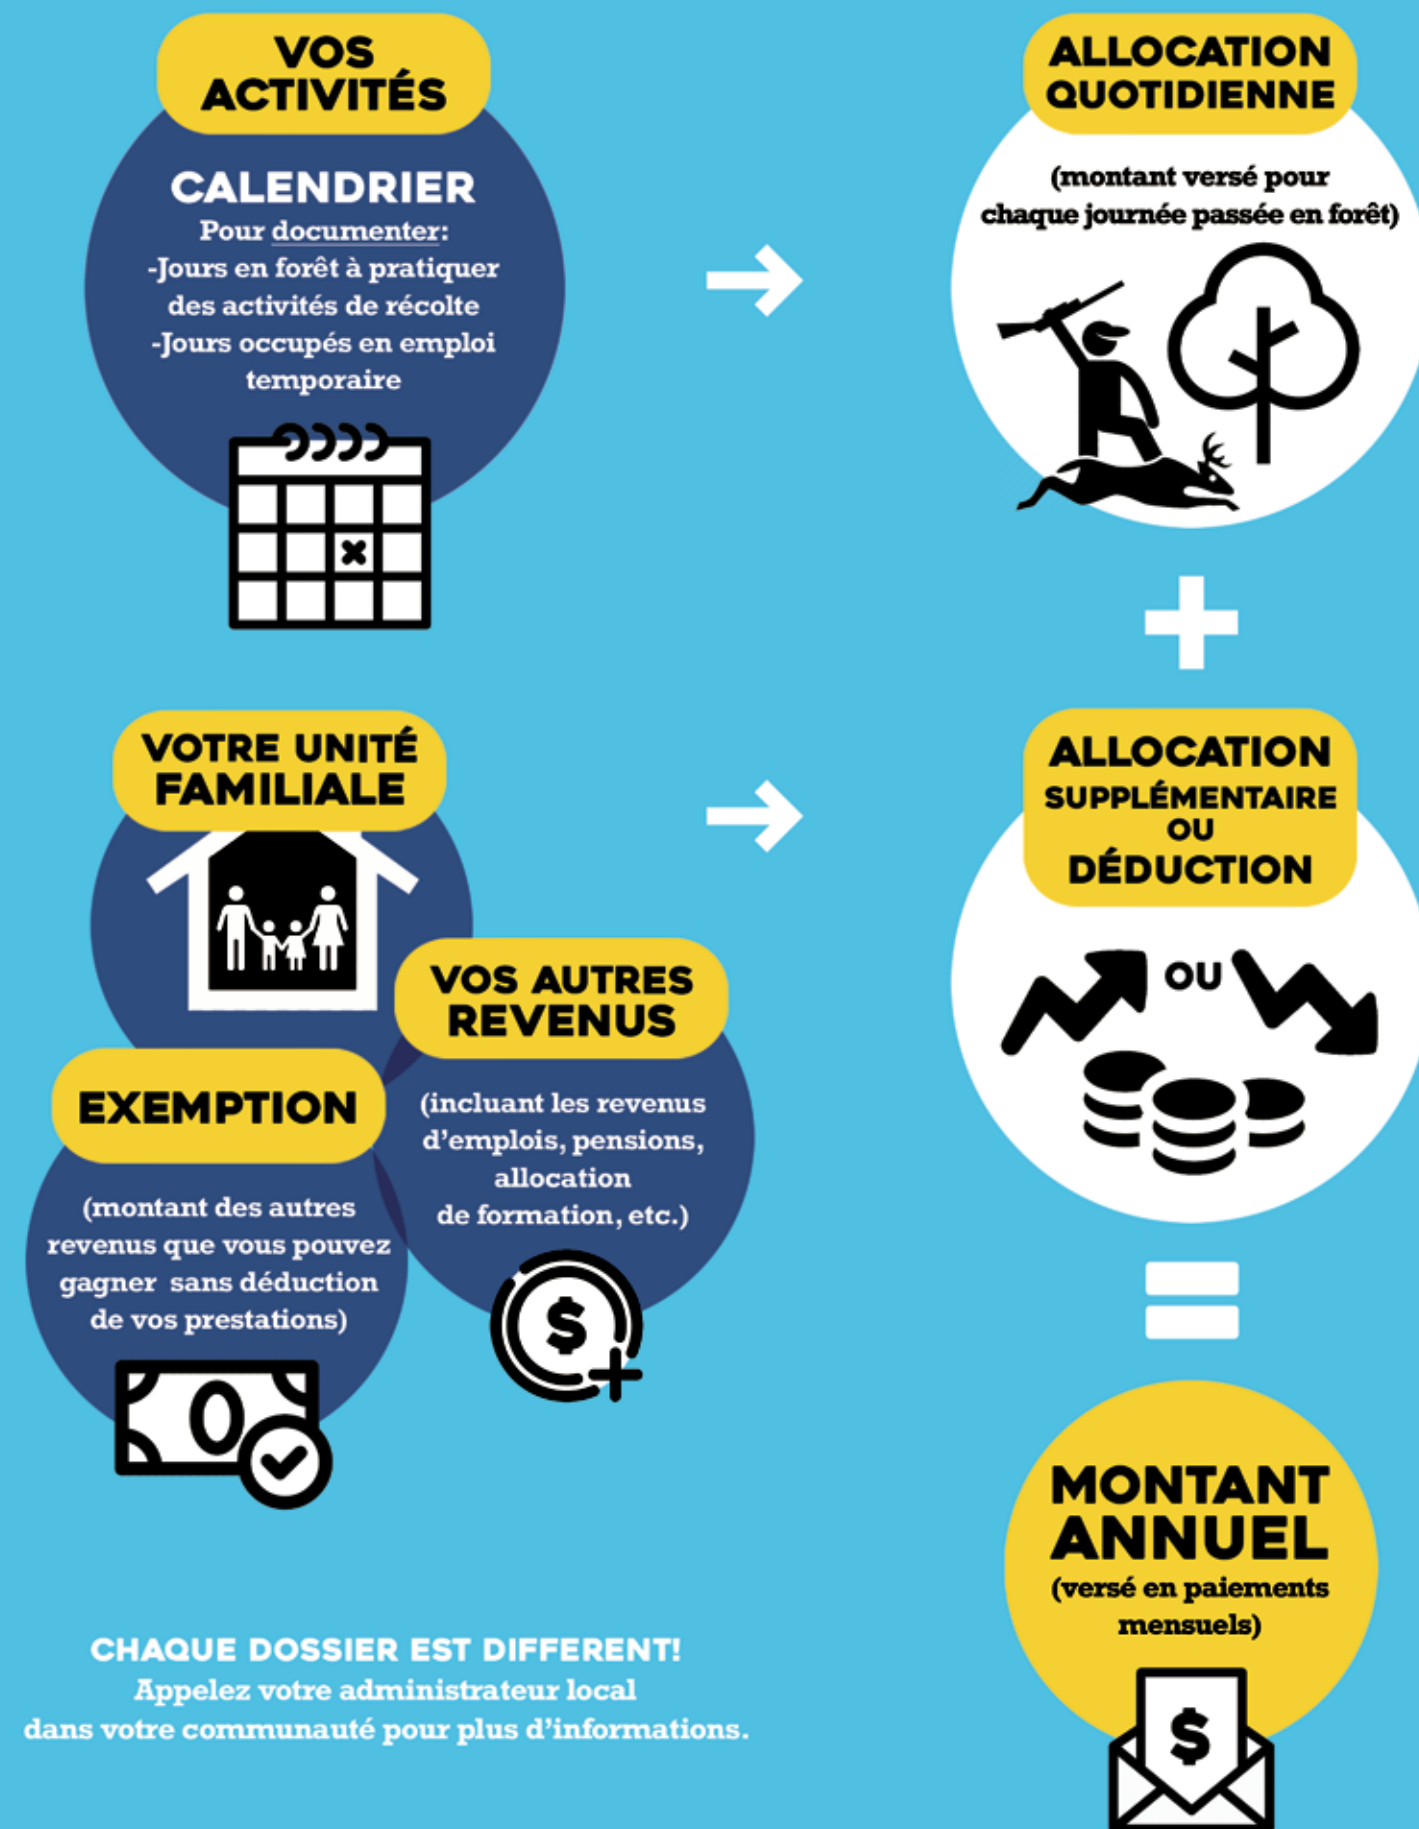 VOS
ACTIVITÉS
CALENDRIER
Pour documenter:
-Jours en forêt à pratiquer
des activités de récolte
-Jours occupés en emploi
temporaire
ALLOCATION
QUOTIDIENNE
(montant versé pour
chaque journée passée en forêt)
VOTRE UNITÉ
FAMILIALE
VOS AUTRES
REVENUS
(incluant les revenus
d'emplois, pensions,
allocation
de formation, etc.)
$
EXEMPTION
(montant des autres
revenus que vous pouvez
gagner sans déduction
de vos prestations)
0
ALLOCATION
SUPPLÉMENTAIRE
OU
DÉDUCTION
OU
MONTANT
ANNUEL
(versé en paiements
mensuels)
$
CHAQUE DOSSIER EST DIFFERENT!
Appelez votre administrateur local
dans votre communauté pour plus d'informations.